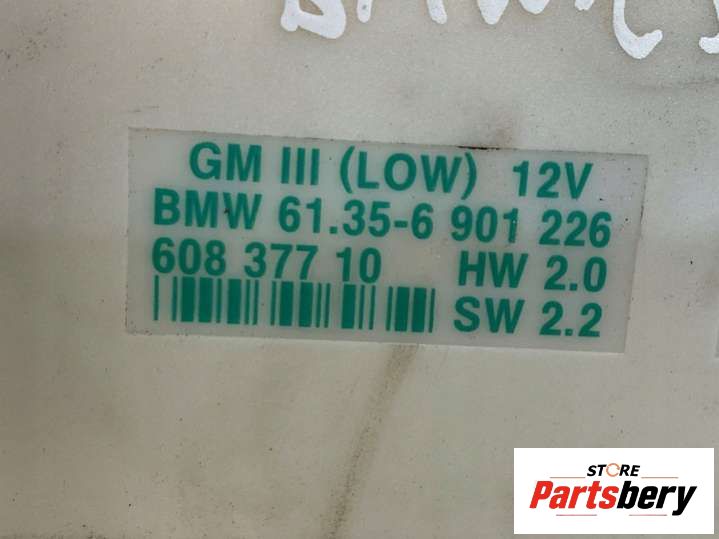 GM III (LOW) 12V
BMW 61.35-6 901 226
608 377 10 HW 2.0
SW 2.2
STORE
Partsbery